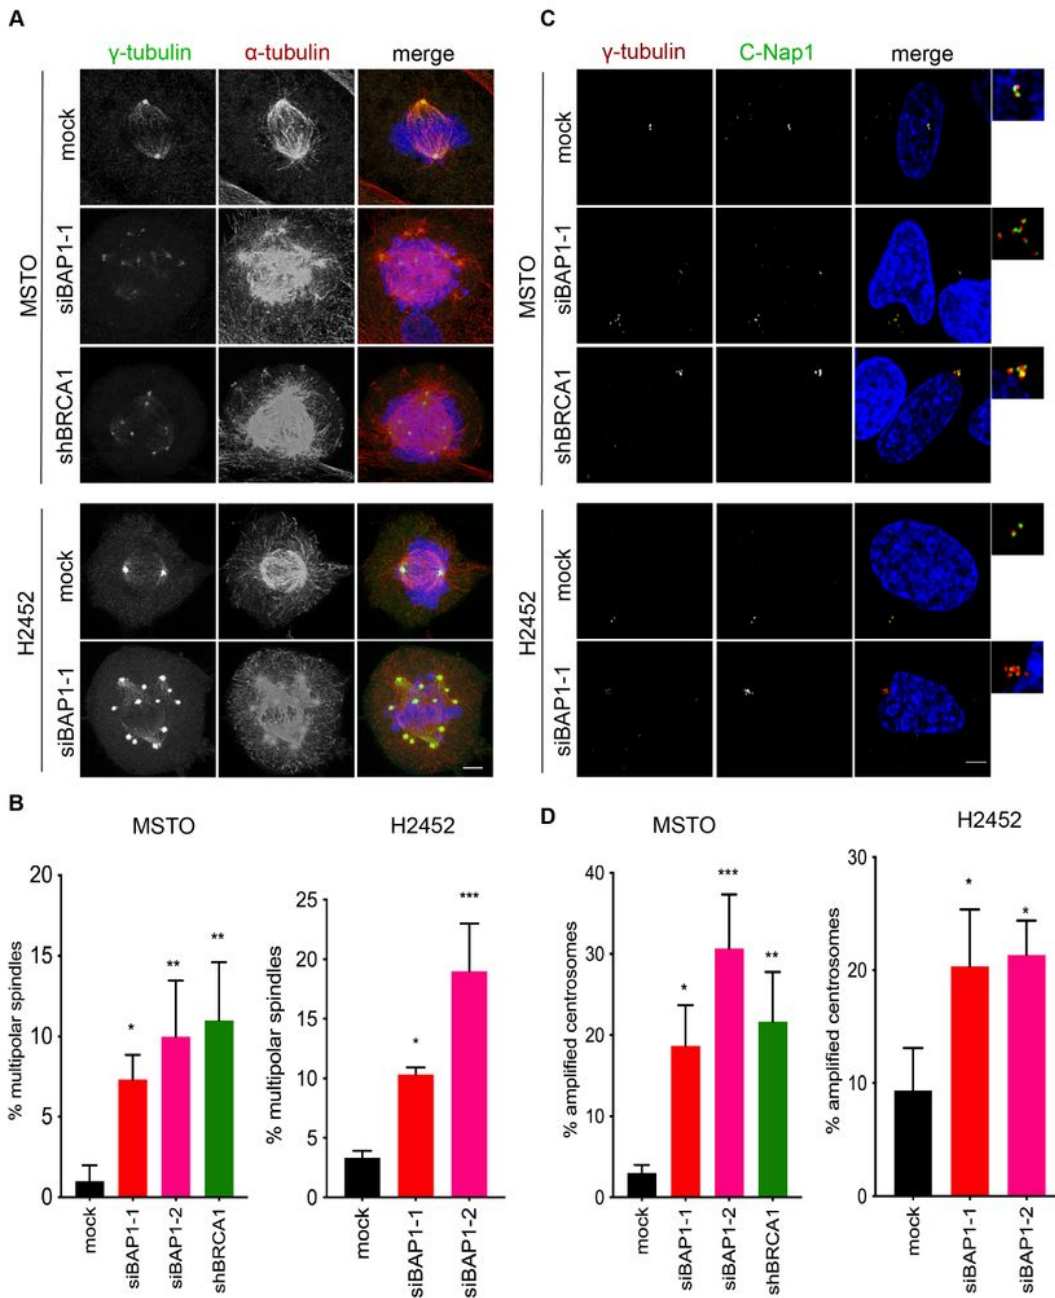 A
γ-tubulin α-tubulin merge
MSTO
mock
siBAP1-1
shBRCA1
H2452
mock
siBAP1-1
C
γ-tubulin C-Nap1 merge
MSTO
mock
siBAP1-1
shBRCA1
H2452
mock
siBAP1-1
B
MSTO
% multipolar spindles
20
15
10
5
0
*
**
**
mock
siBAP1-1
siBAP1-2
shBRCA1
H2452
% multipolar spindles
25
20
15
10
5
0
*
***
mock
siBAP1-1
siBAP1-2
D
MSTO
% amplified centrosomes
40
30
20
10
0
*
***
**
mock
siBAP1-1
siBAP1-2
shBRCA1
H2452
% amplified centrosomes
30
20
10
0
*
*
mock
siBAP1-1
siBAP1-2